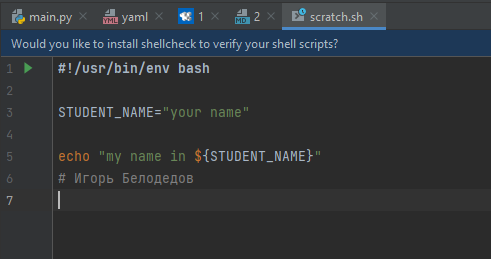 main.py yaml 1 2 scratch.sh
Would you like to install shellcheck to verify your shell scripts?
1 #!/usr/bin/env bash
2
3 STUDENT_NAME="your name"
4
5 echo "my name in ${STUDENT_NAME}"
6 # Игорь Белодедов
7